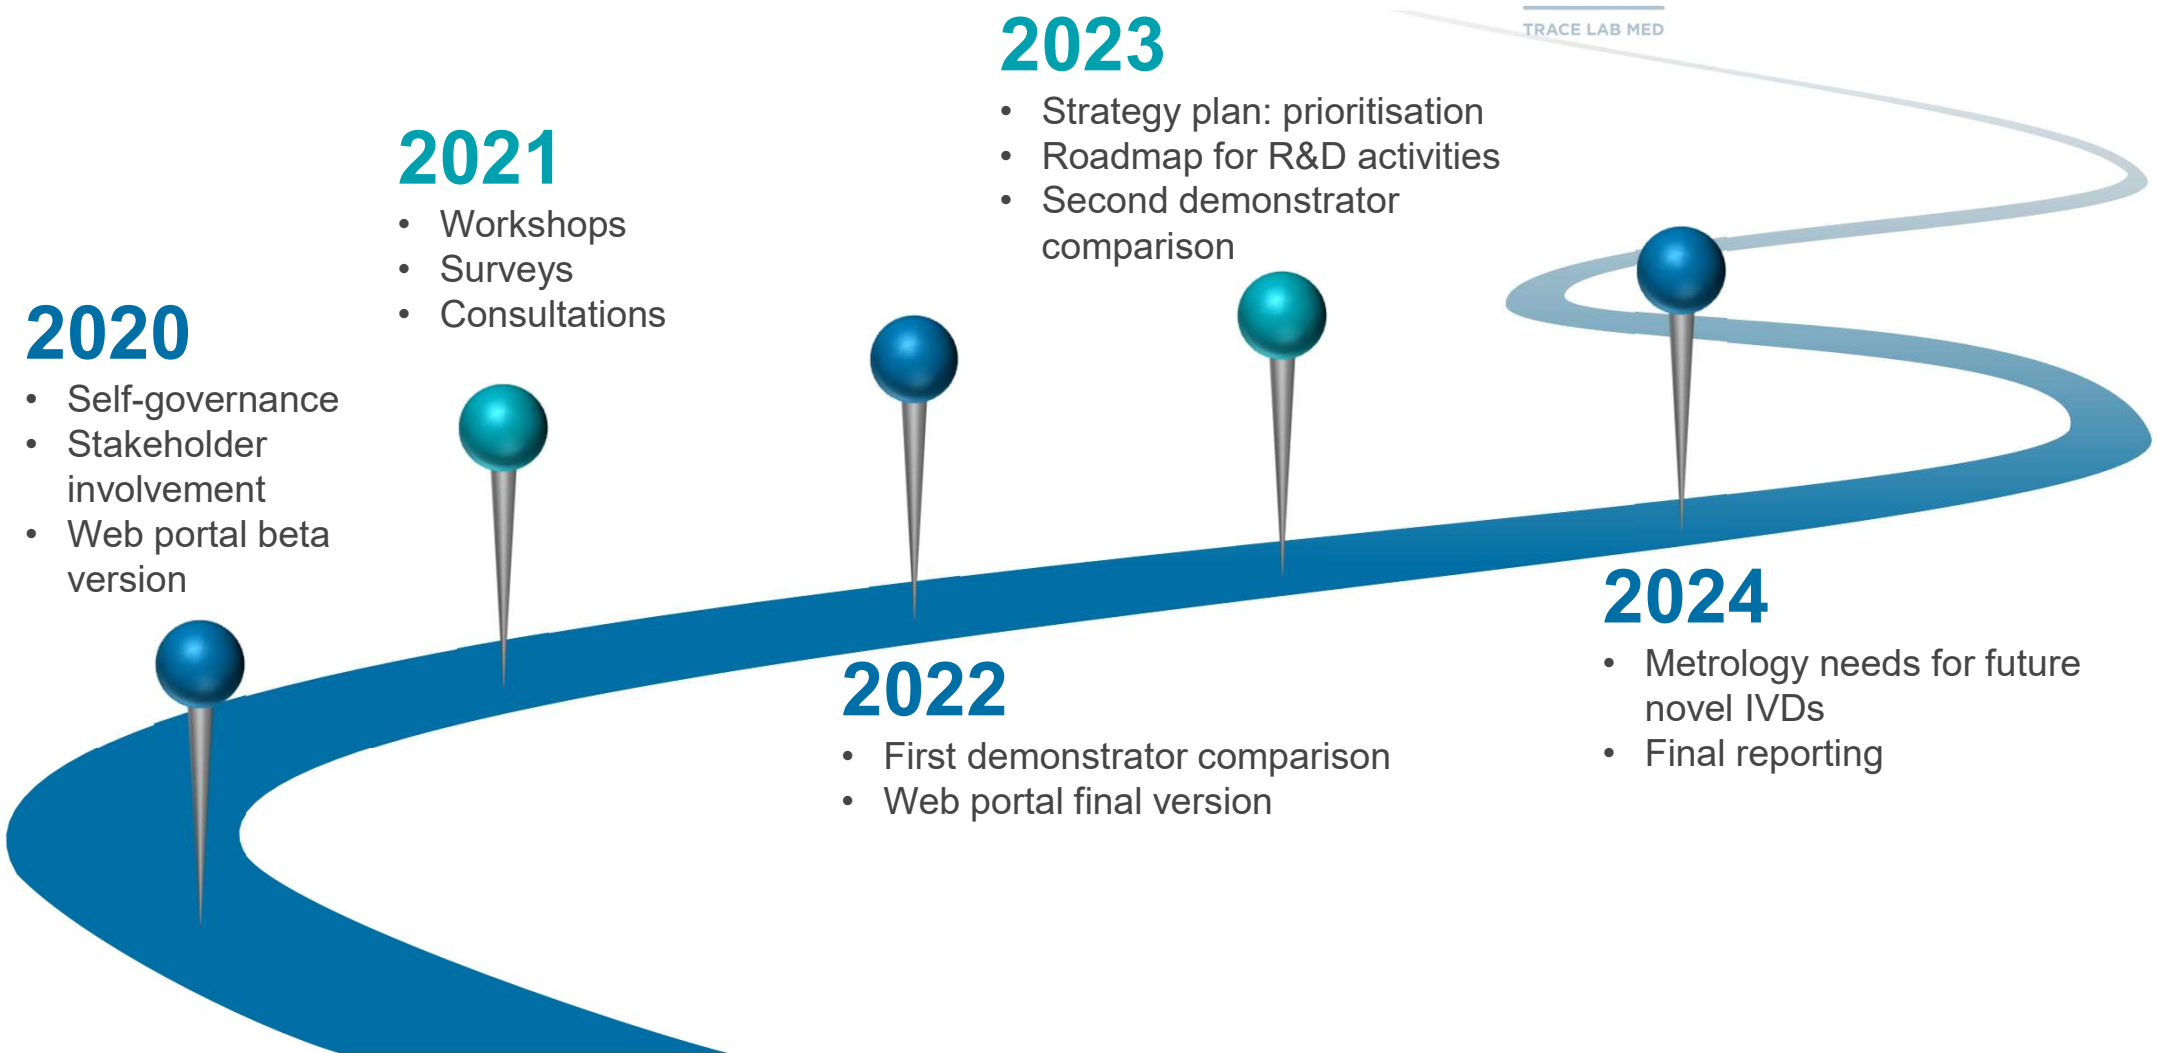 TRACE LAB MED
2020
• Self-governance
• Stakeholder
involvement
• Web portal beta
version
2021
• Workshops
• Surveys
• Consultations
2022
• First demonstrator comparison
• Web portal final version
2023
• Strategy plan: prioritisation
• Roadmap for R&D activities
• Second demonstrator
comparison
2024
• Metrology needs for future
novel IVDs
• Final reporting